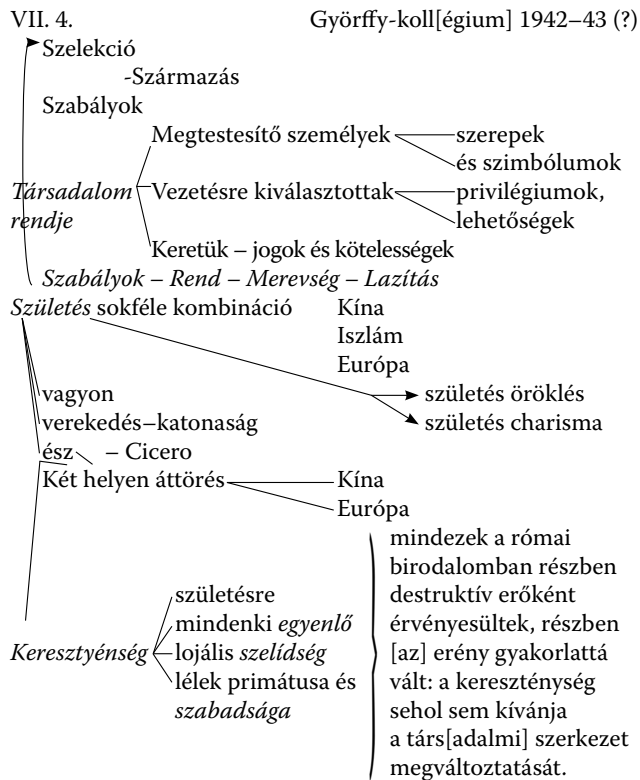 VII. 4. Györffy-koll[égium] 1942–43 (?)
Szelekció
-Származás
Szabályok
Megtestesítő személyek szerepek
és szimbólumok
Társadalom Vezetésre kiválasztottak privilégiumok,
rendje lehetőségek
Keretük – jogok és kötelességek
Szabályok – Rend – Merevség – Lazítás
Születés sokféle kombináció Kína
Iszlám
Európa
vagyon születés öröklés
verekedés–katonaság születés charisma
ész – Cicero
Két helyen áttörés Kína
Európa
születésre
mindenki egyenlő
Keresztyénség lojális szelídség
lélek primátusa és
szabadsága
mindezek a római
birodalomban részben
destruktív erőként
érvényesültek, részben
[az] erény gyakorlattá
vált: a kereszténység
sehol sem kívánja
a társ[adalmi] szerkezet
megváltoztatását.